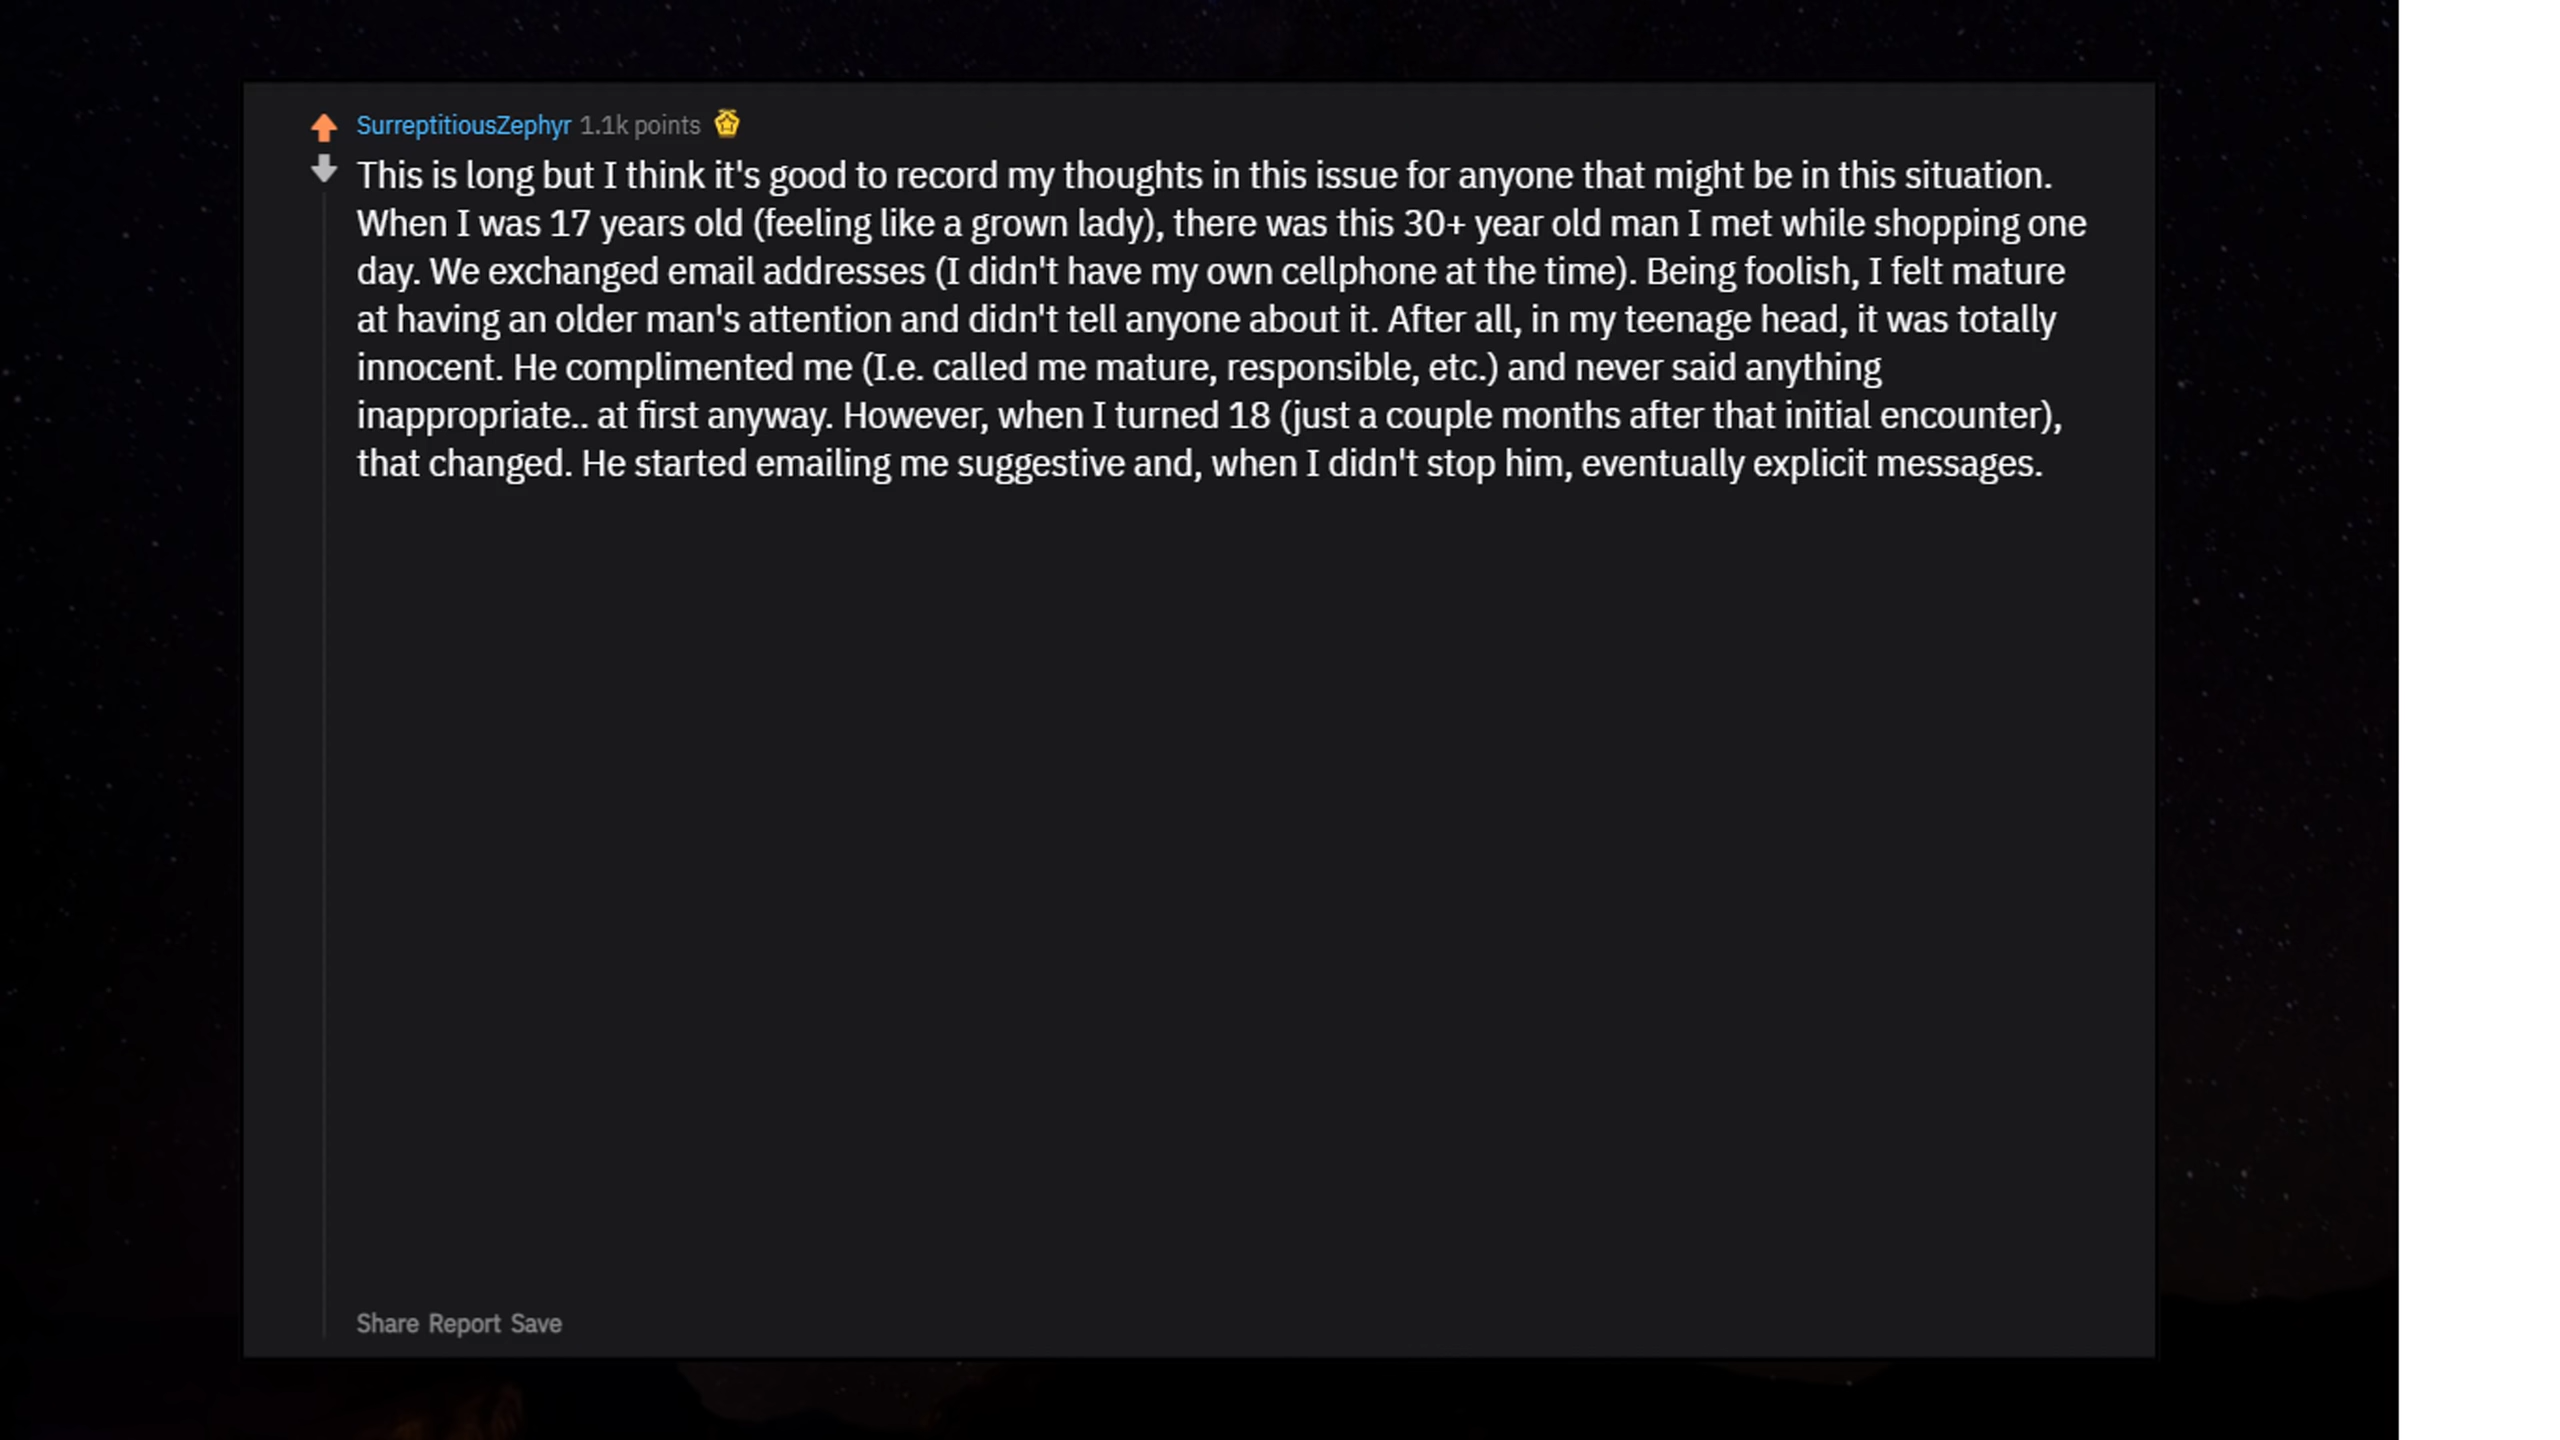 SurreptitiousZephyr 1.1k points
This is long but I think it's good to record my thoughts in this issue for anyone that might be in this situation.
When I was 17 years old (feeling like a grown lady), there was this 30+ year old man I met while shopping one
day. We exchanged email addresses (I didn't have my own cellphone at the time). Being foolish, I felt mature
at having an older man's attention and didn't tell anyone about it. After all, in my teenage head, it was totally
innocent. He complimented me (I.e. called me mature, responsible, etc.) and never said anything
inappropriate.. at first anyway. However, when I turned 18 (just a couple months after that initial encounter),
that changed. He started emailing me suggestive and, when I didn't stop him, eventually explicit messages.
Share Report Save